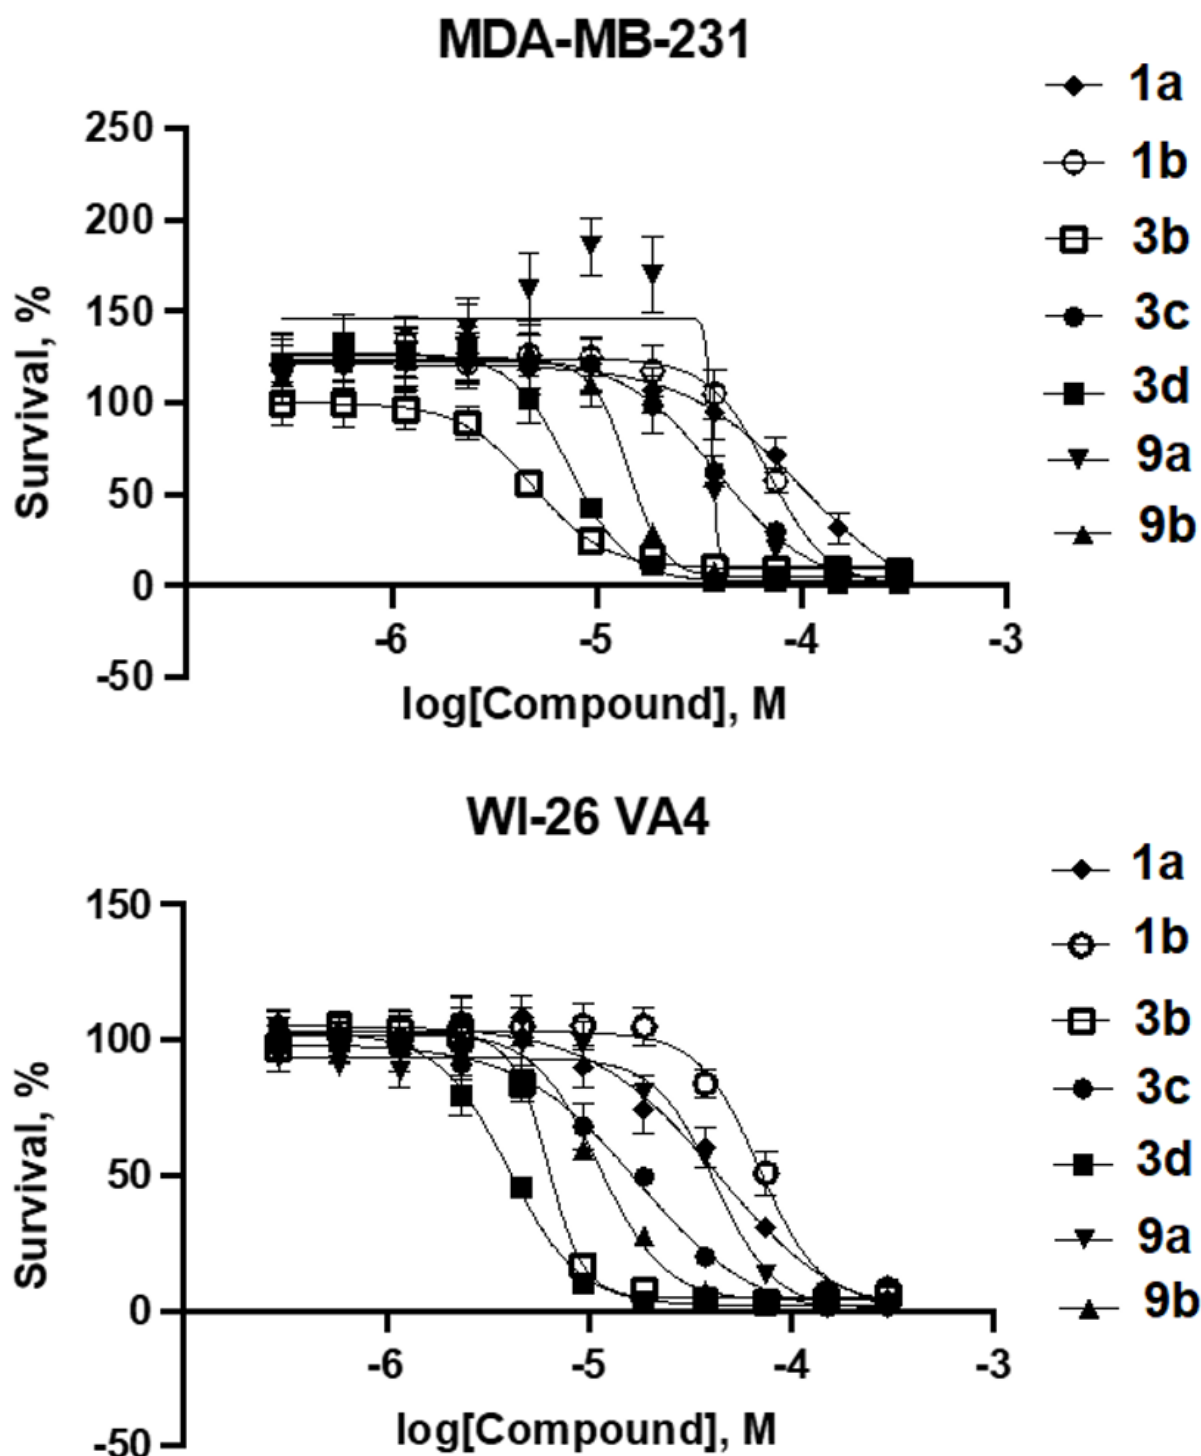 MDA-MB-231
250
200
150
100
50
0
-50
Survival, %
-6 -5 -4 -3
log[Compound], M
1a
1b
3b
3c
3d
9a
9b
WI-26 VA4
150
100
50
0
-50
Survival, %
-6 -5 -4 -3
log[Compound], M
1a
1b
3b
3c
3d
9a
9b